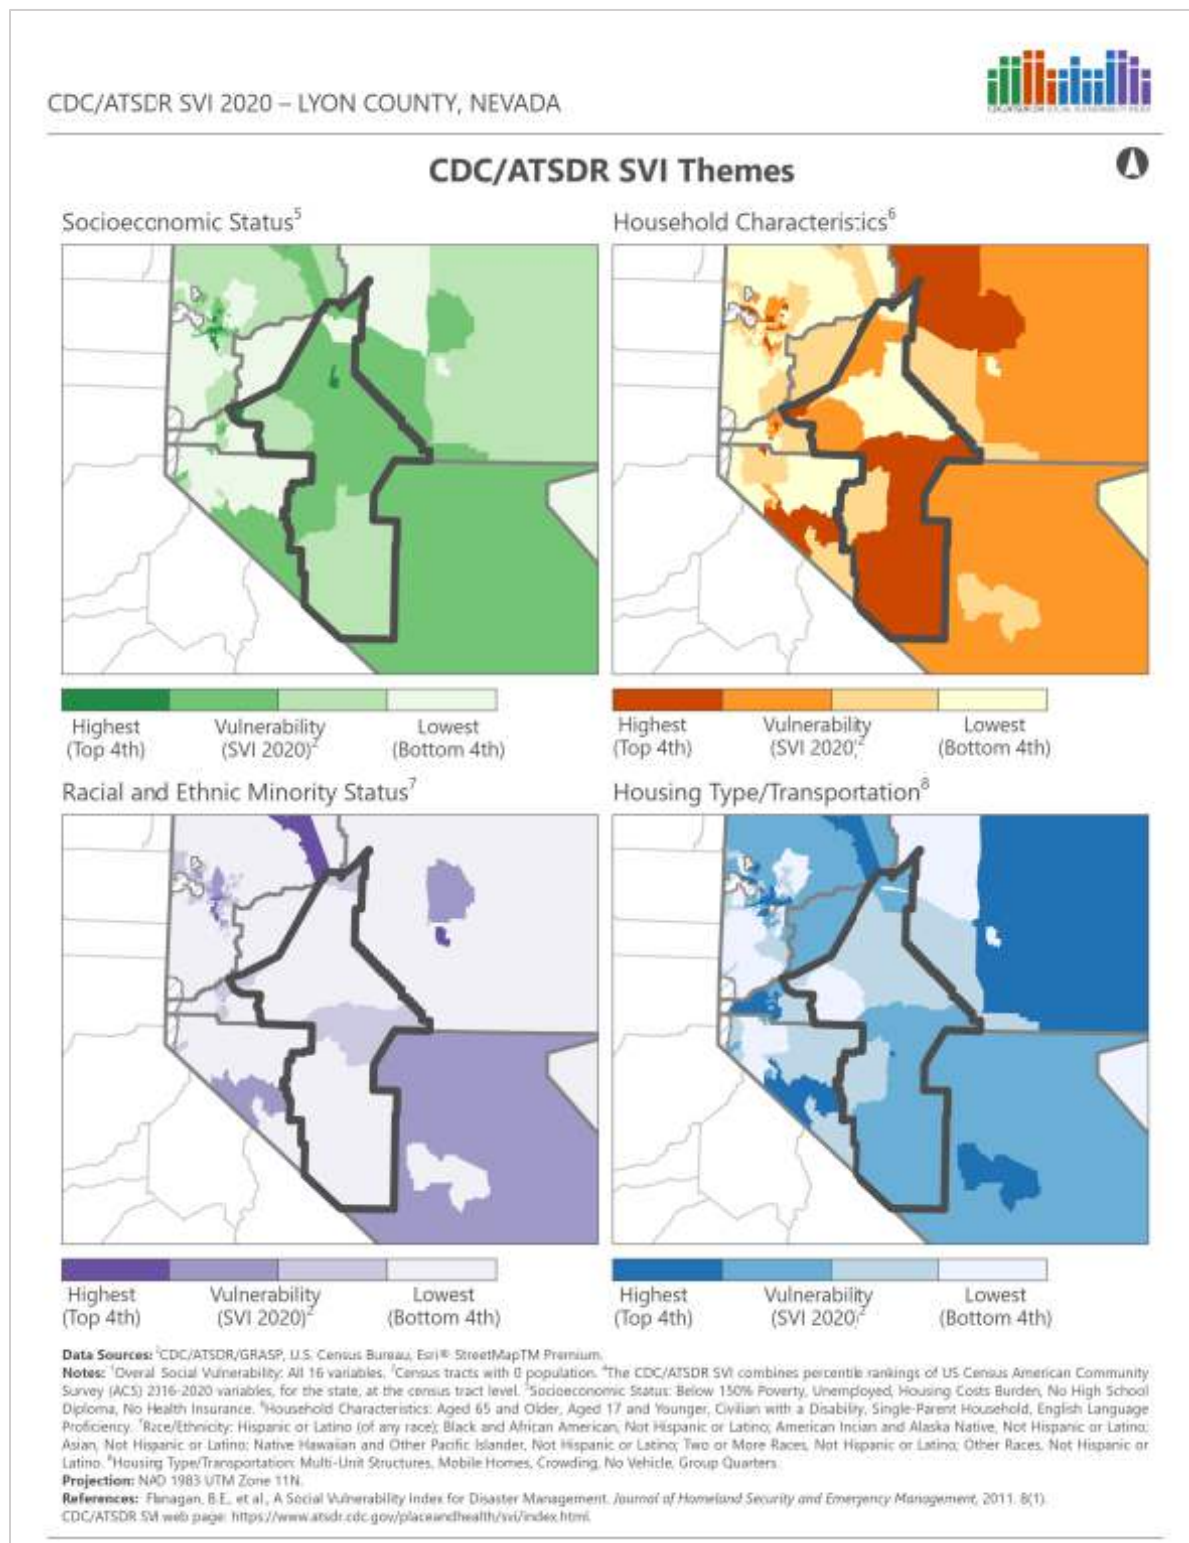 CDC/ATSDR SVI 2020 – LYON COUNTY, NEVADA
CDC/ATSDR SVI Themes
Socioeconomic Status5
Household Characteristics6
Highest
(Top 4th)
Vulnerability
(SVI 2020)2
Lowest
(Bottom 4th)
Highest
(Top 4th)
Vulnerability
(SVI 2020)2
Lowest
(Bottom 4th)
Racial and Ethnic Minority Status7
Housing Type/Transportation8
Highest
(Top 4th)
Vulnerability
(SVI 2020)2
Lowest
(Bottom 4th)
Highest
(Top 4th)
Vulnerability
(SVI 2020)2
Lowest
(Bottom 4th)
Data Sources: 1CDC/ATSDR/GRASP, U.S. Census Bureau, Esri® StreetMapTM Premium.
Notes: 1Overal Social Vulnerability: All 16 variables. 2Census tracts with 0 population. 4The CDC/ATSDR SVI combines percentile rankings of US Census American Community
Survey (ACS) 2016-2020 variables, for the state, at the census tract level. 5Socioeconomic Status: Below 150% Poverty, Unemployed, Housing Costs Burden, No High School
Diploma, No Health Insurance. 6Household Characteristics: Aged 65 and Older, Aged 17 and Younger, Civilian with a Disability, Single-Parent Household, English Language
Proficiency. 7Race/Ethnicity: Hispanic or Latino (of any race); Black and African American, Not Hispanic or Latino; American Indian and Alaska Native, Not Hispanic or Latino;
Asian, Not Hispanic or Latino; Native Hawaiian and Other Pacific Islander, Not Hispanic or Latino; Two or More Races, Not Hispanic or Latino; Other Races, Not Hispanic or
Latino. 8Housing Type/Transportation: Multi-Unit Structures, Mobile Homes, Crowding, No Vehicle, Group Quarters.
Projection: NAD 1983 UTM Zone 11N.
References: Flanagan, B.E., et al., A Social Vulnerability Index for Disaster Management. Journal of Homeland Security and Emergency Management, 2011. 8(1).
CDC/ATSDR SVI web page: https://www.atsdr.cdc.gov/placeandhealth/svi/index.html.